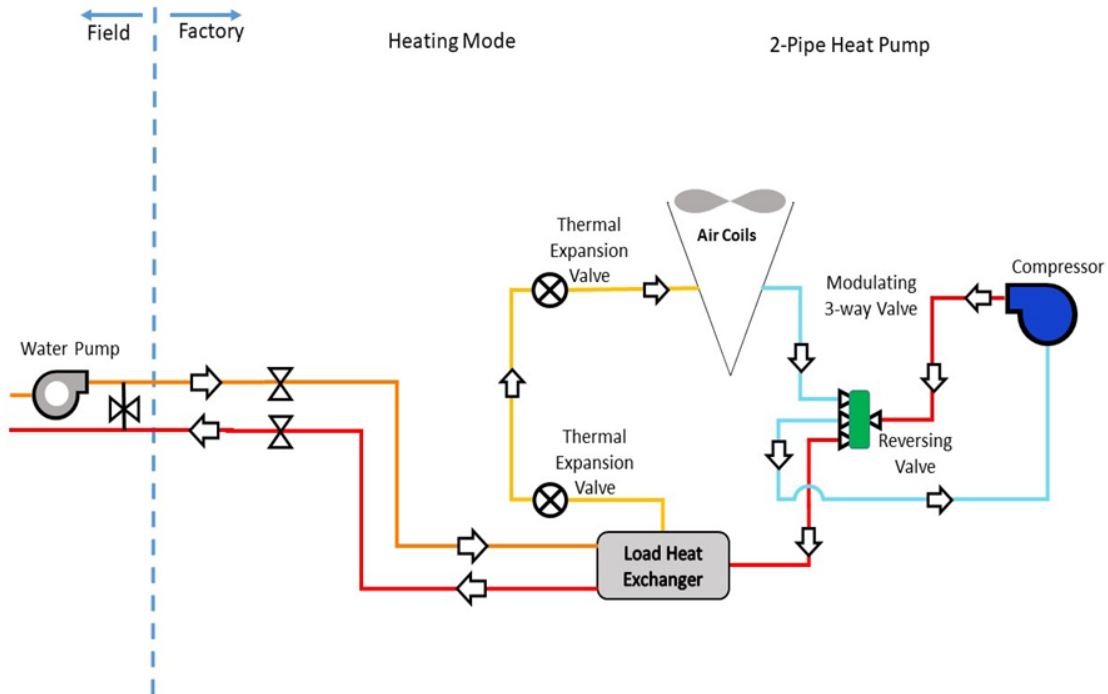 Field
Factory
Heating Mode
2-Pipe Heat Pump
Thermal
Expansion
Valve
Air Coils
Modulating
3-way Valve
Compressor
Water Pump
Thermal
Expansion
Valve
Reversing
Valve
Load Heat
Exchanger